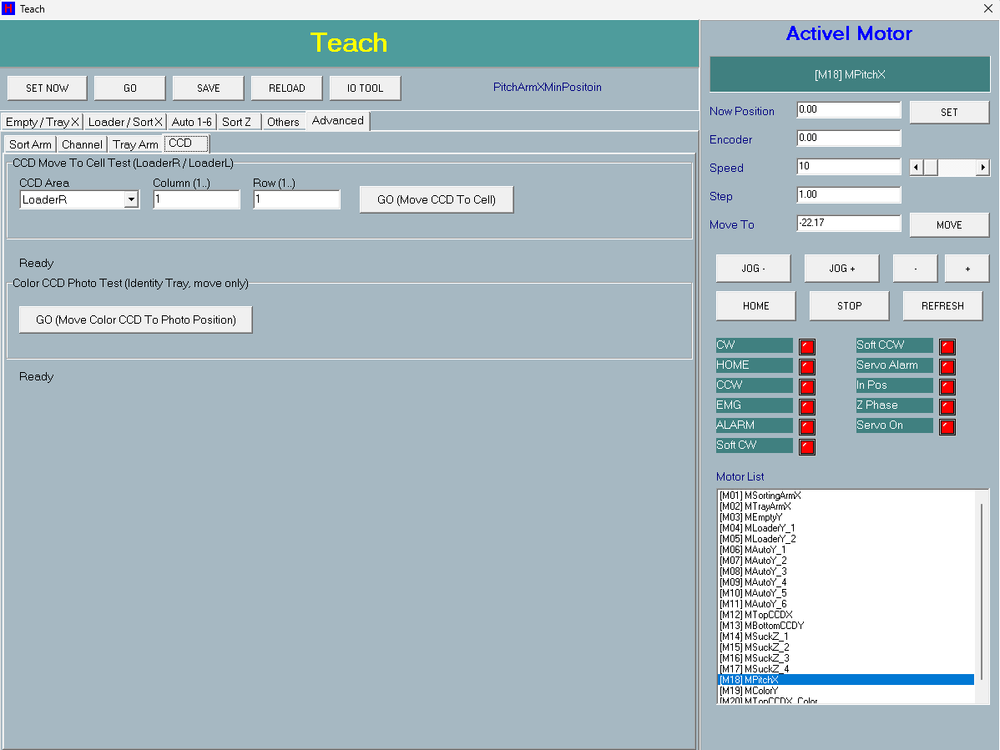 H Teach
Teach
SET NOW GO SAVE RELOAD IO TOOL PitchArmXMinPositoin
Empty / Tray X Loader / Sort X Auto 1-6 Sort Z Others Advanced
Sort Arm Channel Tray Arm CCD
CCD Move To Cell Test (LoaderR / LoaderL)
CCD Area Column (1..) Row (1..)
LoaderR 1 1 GO (Move CCD To Cell)
Ready
Color CCD Photo Test (Identity Tray, move only)
GO (Move Color CCD To Photo Position)
Ready
Activel Motor
[M18] MPitchX
Now Position 0.00 SET
Encoder 0.00
Speed 10
Step 1.00
Move To -22.17 MOVE
JOG - JOG + - +
HOME STOP REFRESH
CW Soft CCW
HOME Servo Alarm
CCW In Pos
EMG Z Phase
ALARM Servo On
Soft CW
Motor List
[M01] MSortingArmX
[M02] MTrayArmX
[M03] MEmptyY
[M04] MLoaderY_1
[M05] MLoaderY_2
[M06] MAutoY_1
[M07] MAutoY_2
[M08] MAutoY_3
[M09] MAutoY_4
[M10] MAutoY_5
[M11] MAutoY_6
[M12] MTopCCDX
[M13] MBottomCCDY
[M14] MSuckZ_1
[M15] MSuckZ_2
[M16] MSuckZ_3
[M17] MSuckZ_4
[M18] MPitchX
[M19] MColorY
[M20] MTopCCDX_Color